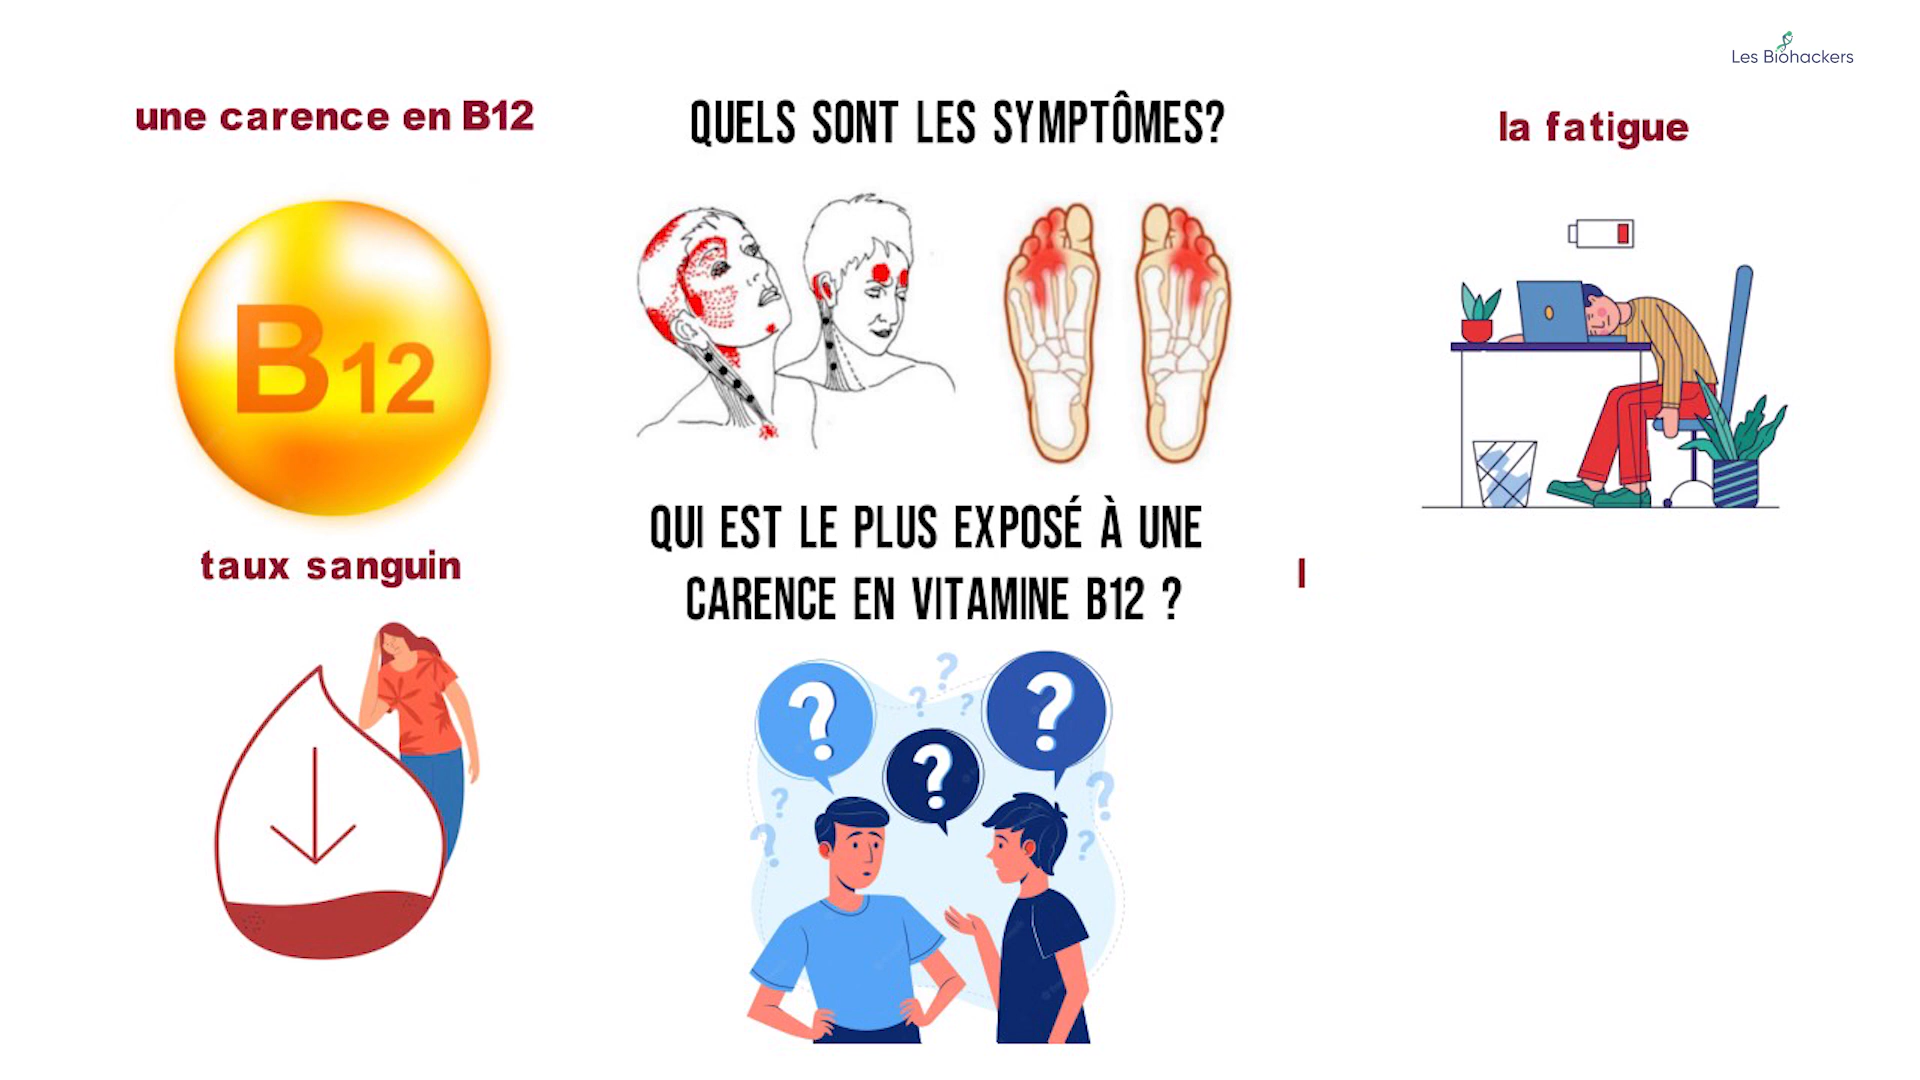 Les Biohackers
une carence en B12
B12
taux sanguin
QUELS SONT LES SYMPTÔMES?
QUI EST LE PLUS EXPOSÉ À UNE
CARENCE EN VITAMINE B12 ?
? ? ?
la fatigue
l